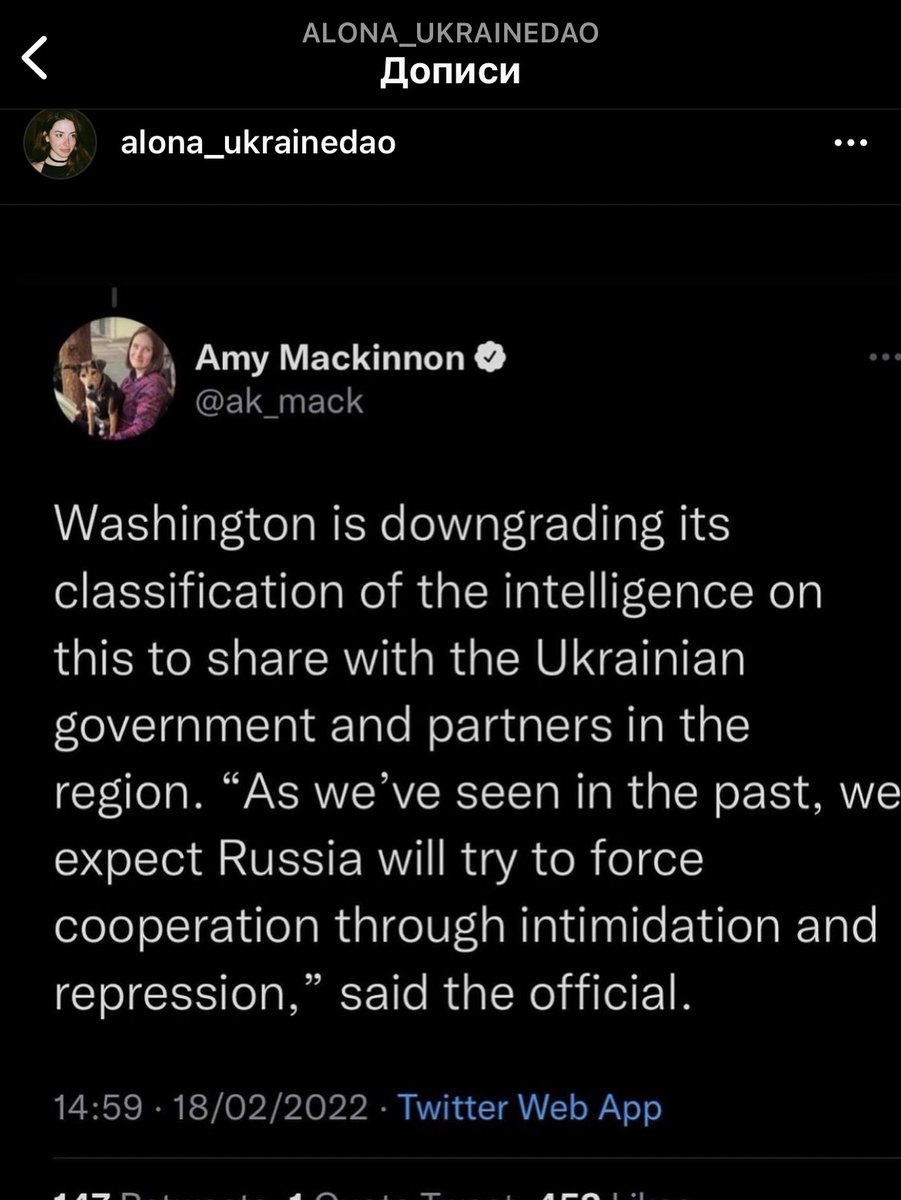 ALONA_UKRAINEDAO
Дописи
alona_ukrainedao
Amy Mackinnon
@ak_mack
Washington is downgrading its
classification of the intelligence on
this to share with the Ukrainian
government and partners in the
region. “As we’ve seen in the past, we
expect Russia will try to force
cooperation through intimidation and
repression,” said the official.
14:59 · 18/02/2022 · Twitter Web App